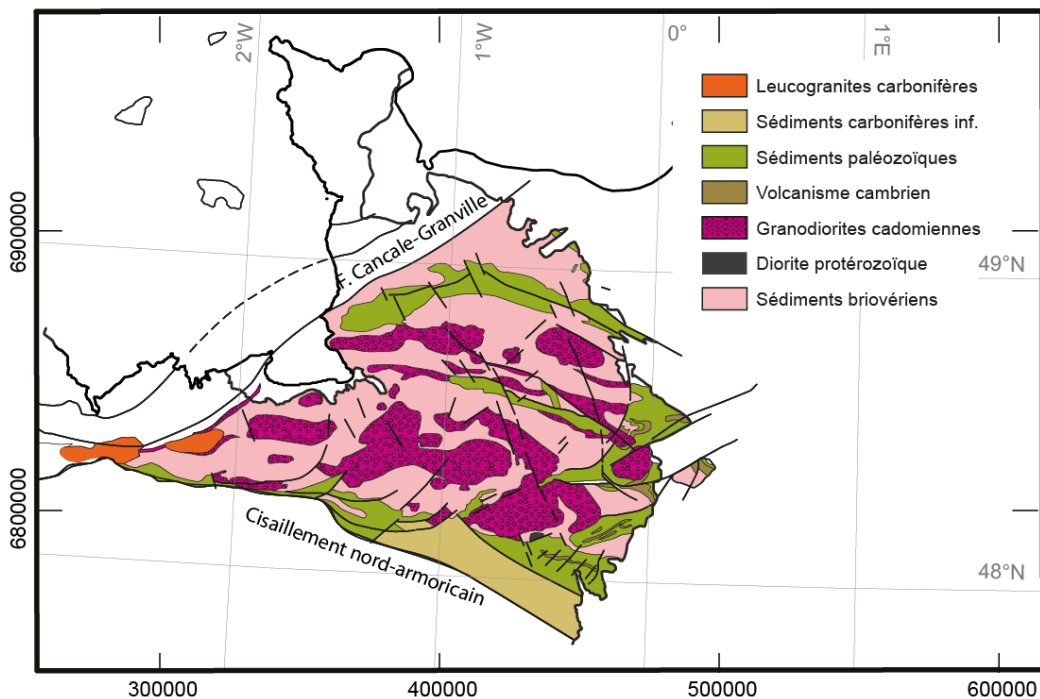 2°W
1°W
0°
1°E
Leucogranites carbonifères
Sédiments carbonifères inf.
Sédiments paléozoïques
Volcanisme cambrien
Granodiorites cadomiennes
Diorite protérozoïque
Sédiments briovériens
F. Cancale-Granville
6900000
49°N
6800000
Cisaillement nord-armoricain
48°N
300000
400000
500000
600000